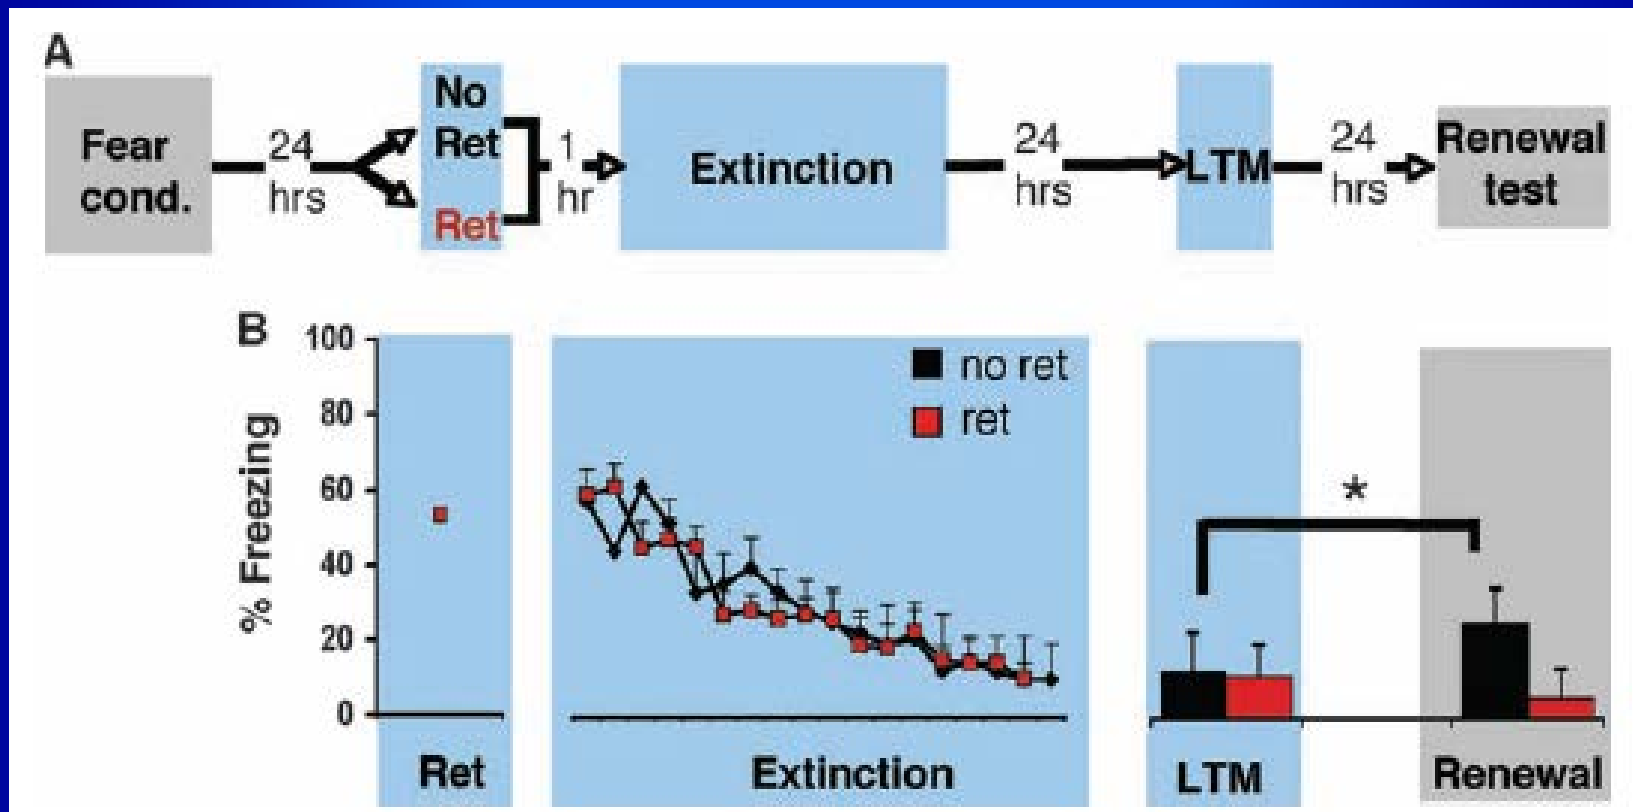 A
Fear
cond.
24
hrs
No
Ret
Ret
1
hr
Extinction
24
hrs
LTM
24
hrs
Renewal
test
B
% Freezing
100
80
60
40
20
0
no ret
ret
*
Ret
Extinction
LTM
Renewal